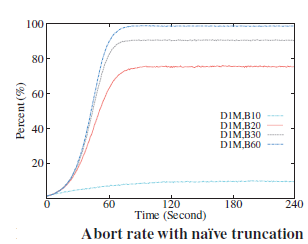 100
80
60
40
20
Percent (%)
D1M,B10
D1M,B20
D1M,B30
D1M,B60
0 60 120 180 240
Time (Second)
Abort rate with naïve truncation